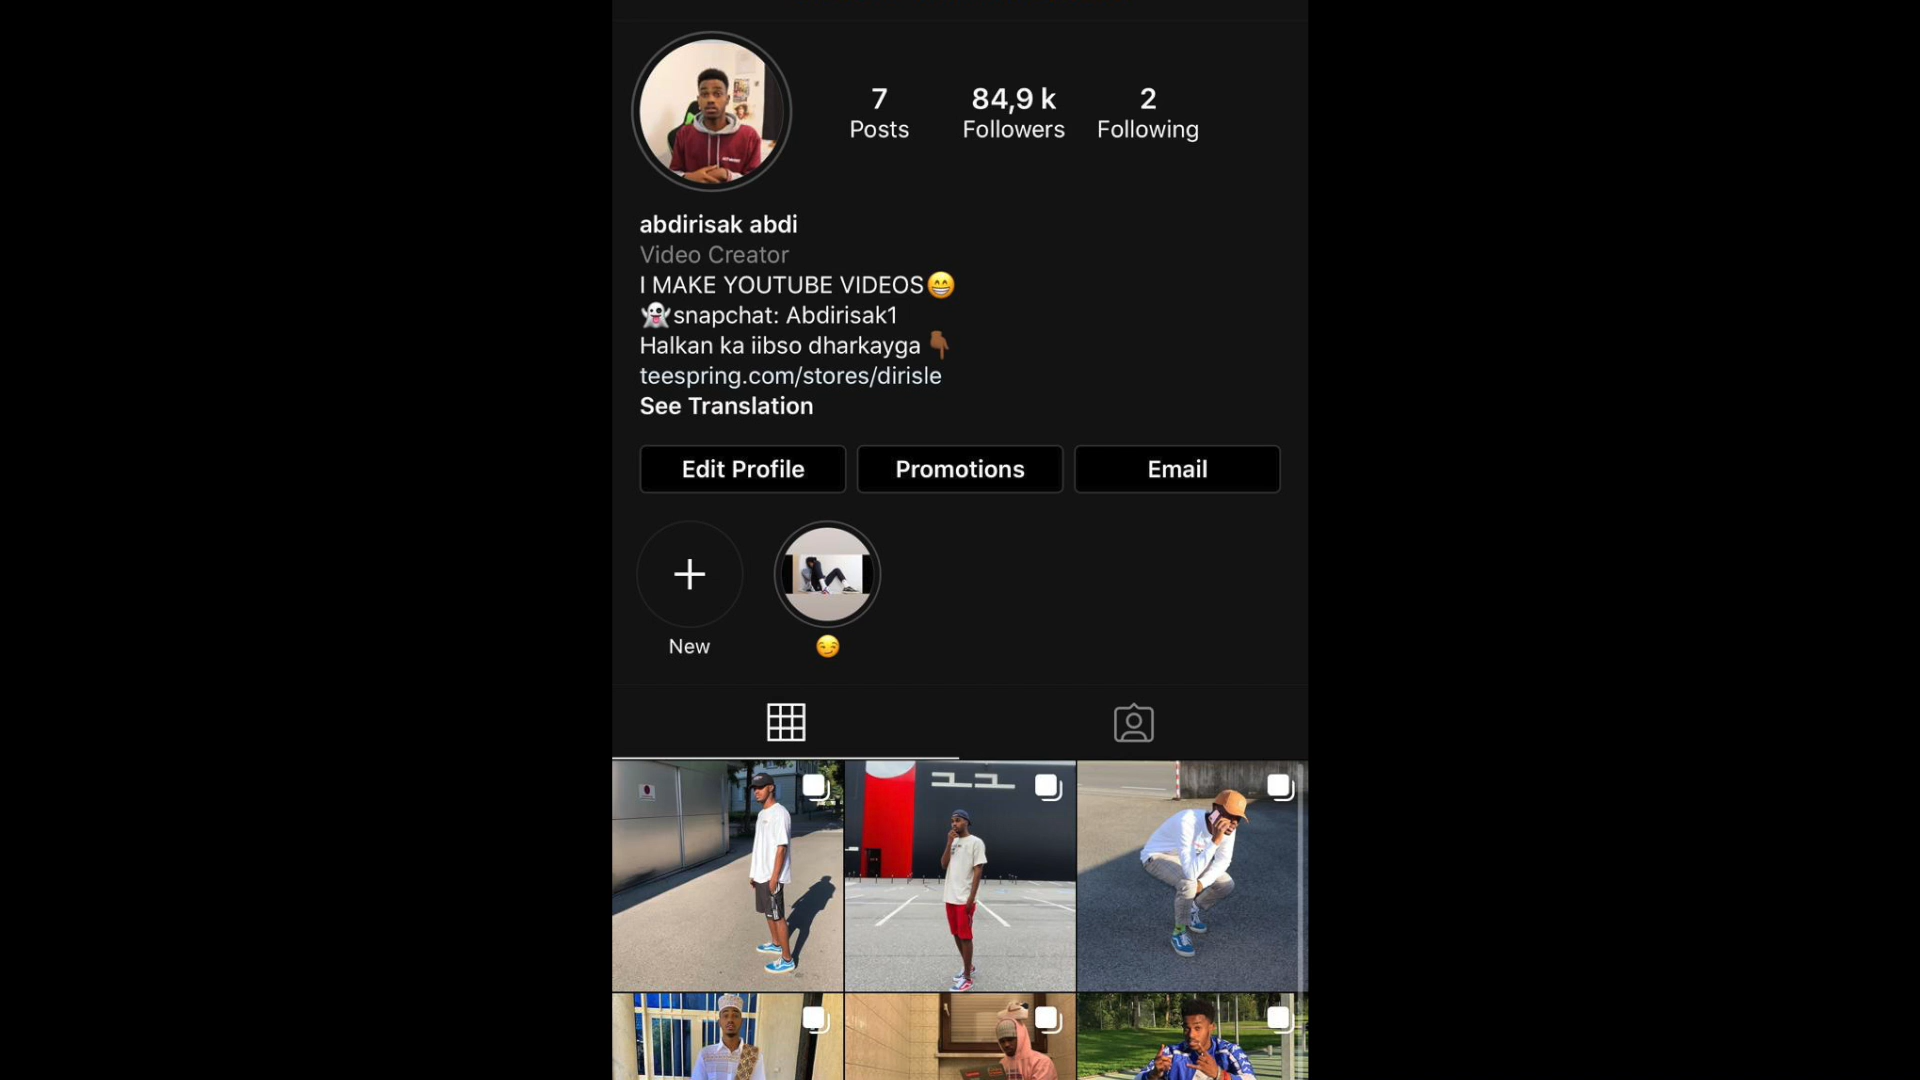 7 84,9 k 2
Posts Followers Following
abdirisak abdi
Video Creator
I MAKE YOUTUBE VIDEOS😁
👻snapchat: Abdirisak1
Halkan ka iibso dharkayga 👇🏾
teespring.com/stores/dirisle
See Translation
Edit Profile Promotions Email
New 😏